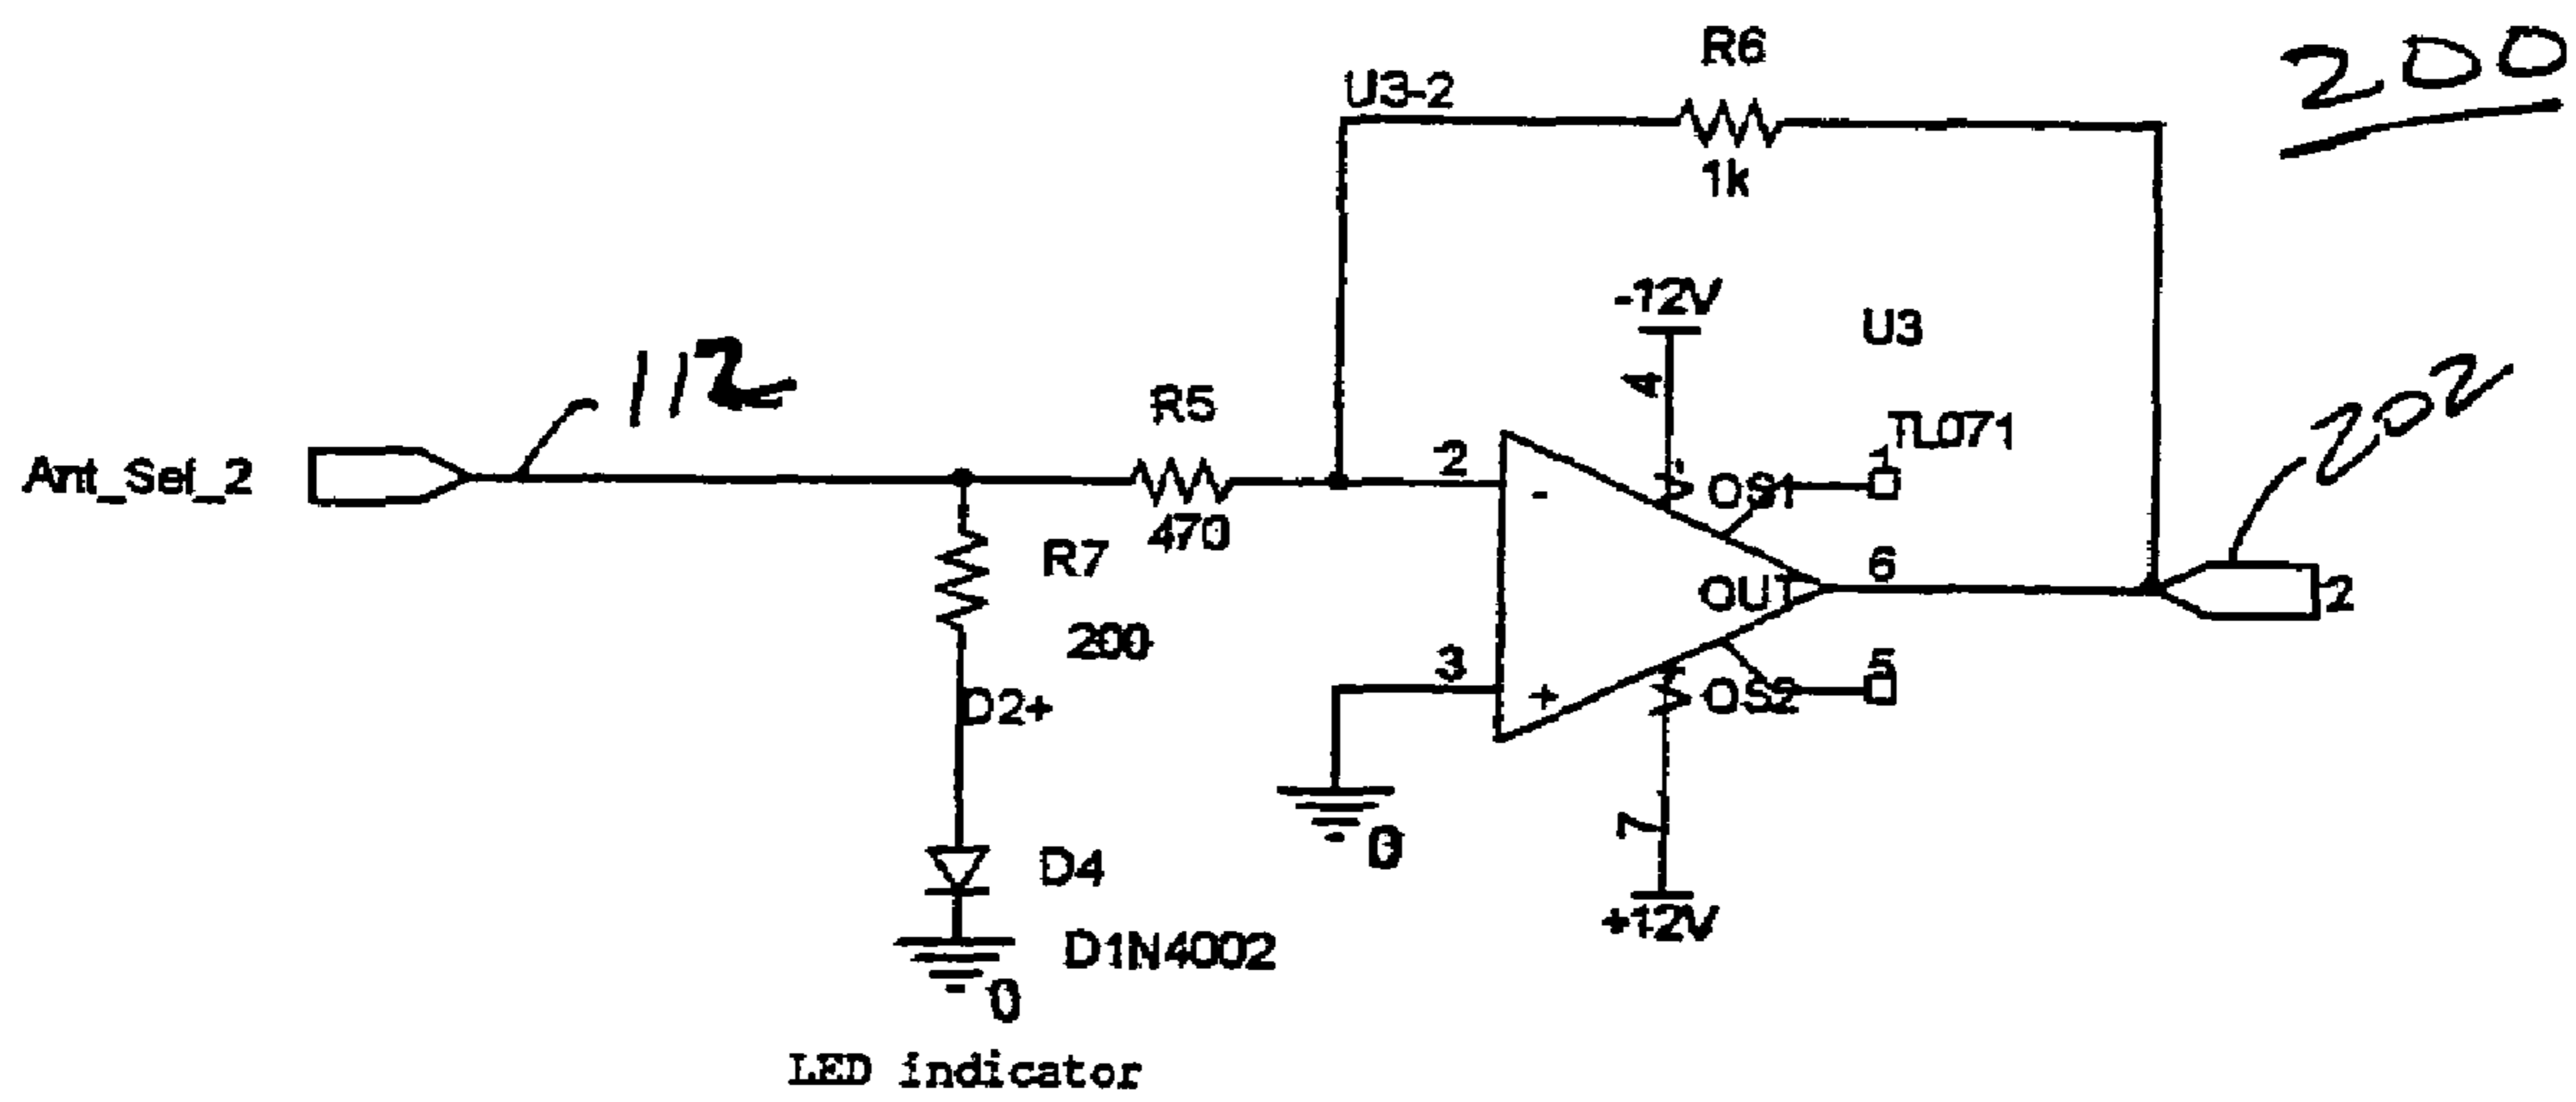 R6
200
U3-2
1k
-12V
U3
112
4
202
R5
TL071
1
2
Ant_Sel_2
-
OS1
470
R7
6
OUT
2
200
3
5
D2+
+
OS2
7
0
D4
+12V
D1N4002
0
LED indicator